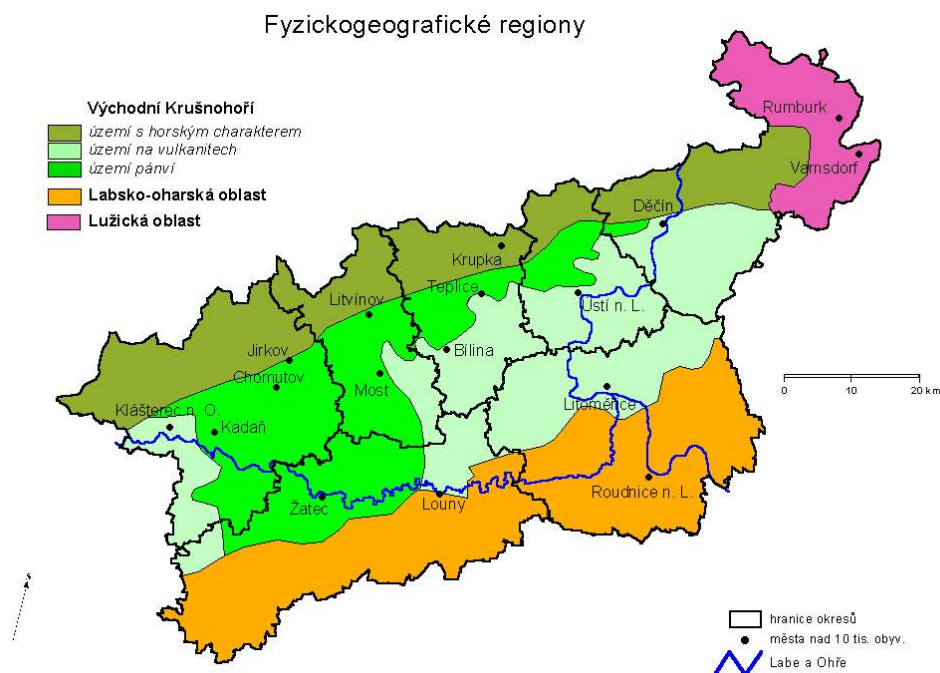 Fyzickogeografické regiony
Východní Krušnohoří
území s horským charakterem
území na vulkanitech
území pánví
Labsko-oharská oblast
Lužická oblast
Rumburk
Varnsdorf
Děčín
Krupka
Teplice
Ústí n. L.
Litvínov
Bílina
Jirkov
Chomutov
Most
Litoměřice
Klášterec n. O.
Kadaň
Roudnice n. L.
Žatec
Louny
0 10 20 km
s
hranice okresů
města nad 10 tis. obyv.
Labe a Ohře